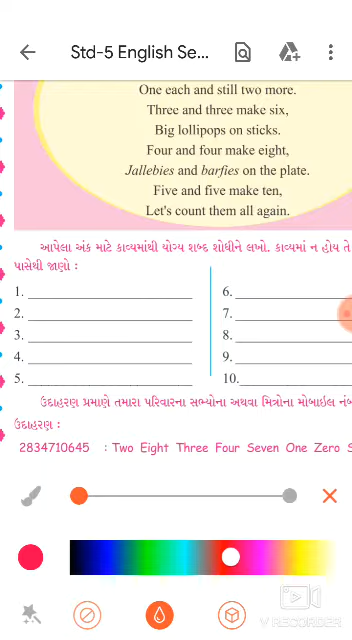 Std-5 English Se...
One each and still two more.
Three and three make six,
Big lollipops on sticks.
Four and four make eight,
Jallebies and barfies on the plate.
Five and five make ten,
Let's count them all again.
આપેલા અંક માટે કાવ્યમાંથી યોગ્ય શબ્દ શોધીને લખો. કાવ્યમાં ન હોય તે
પાસેથી જાણો :
1. 6.
2. 7.
3. 8.
4. 9.
5. 10.
ઉદાહરણ પ્રમાણે તમારા પરિવારના સભ્યોના અથવા મિત્રોના મોબાઇલ નંબ
ઉદાહરણ :
2834710645 : Two Eight Three Four Seven One Zero S
V RECORDER